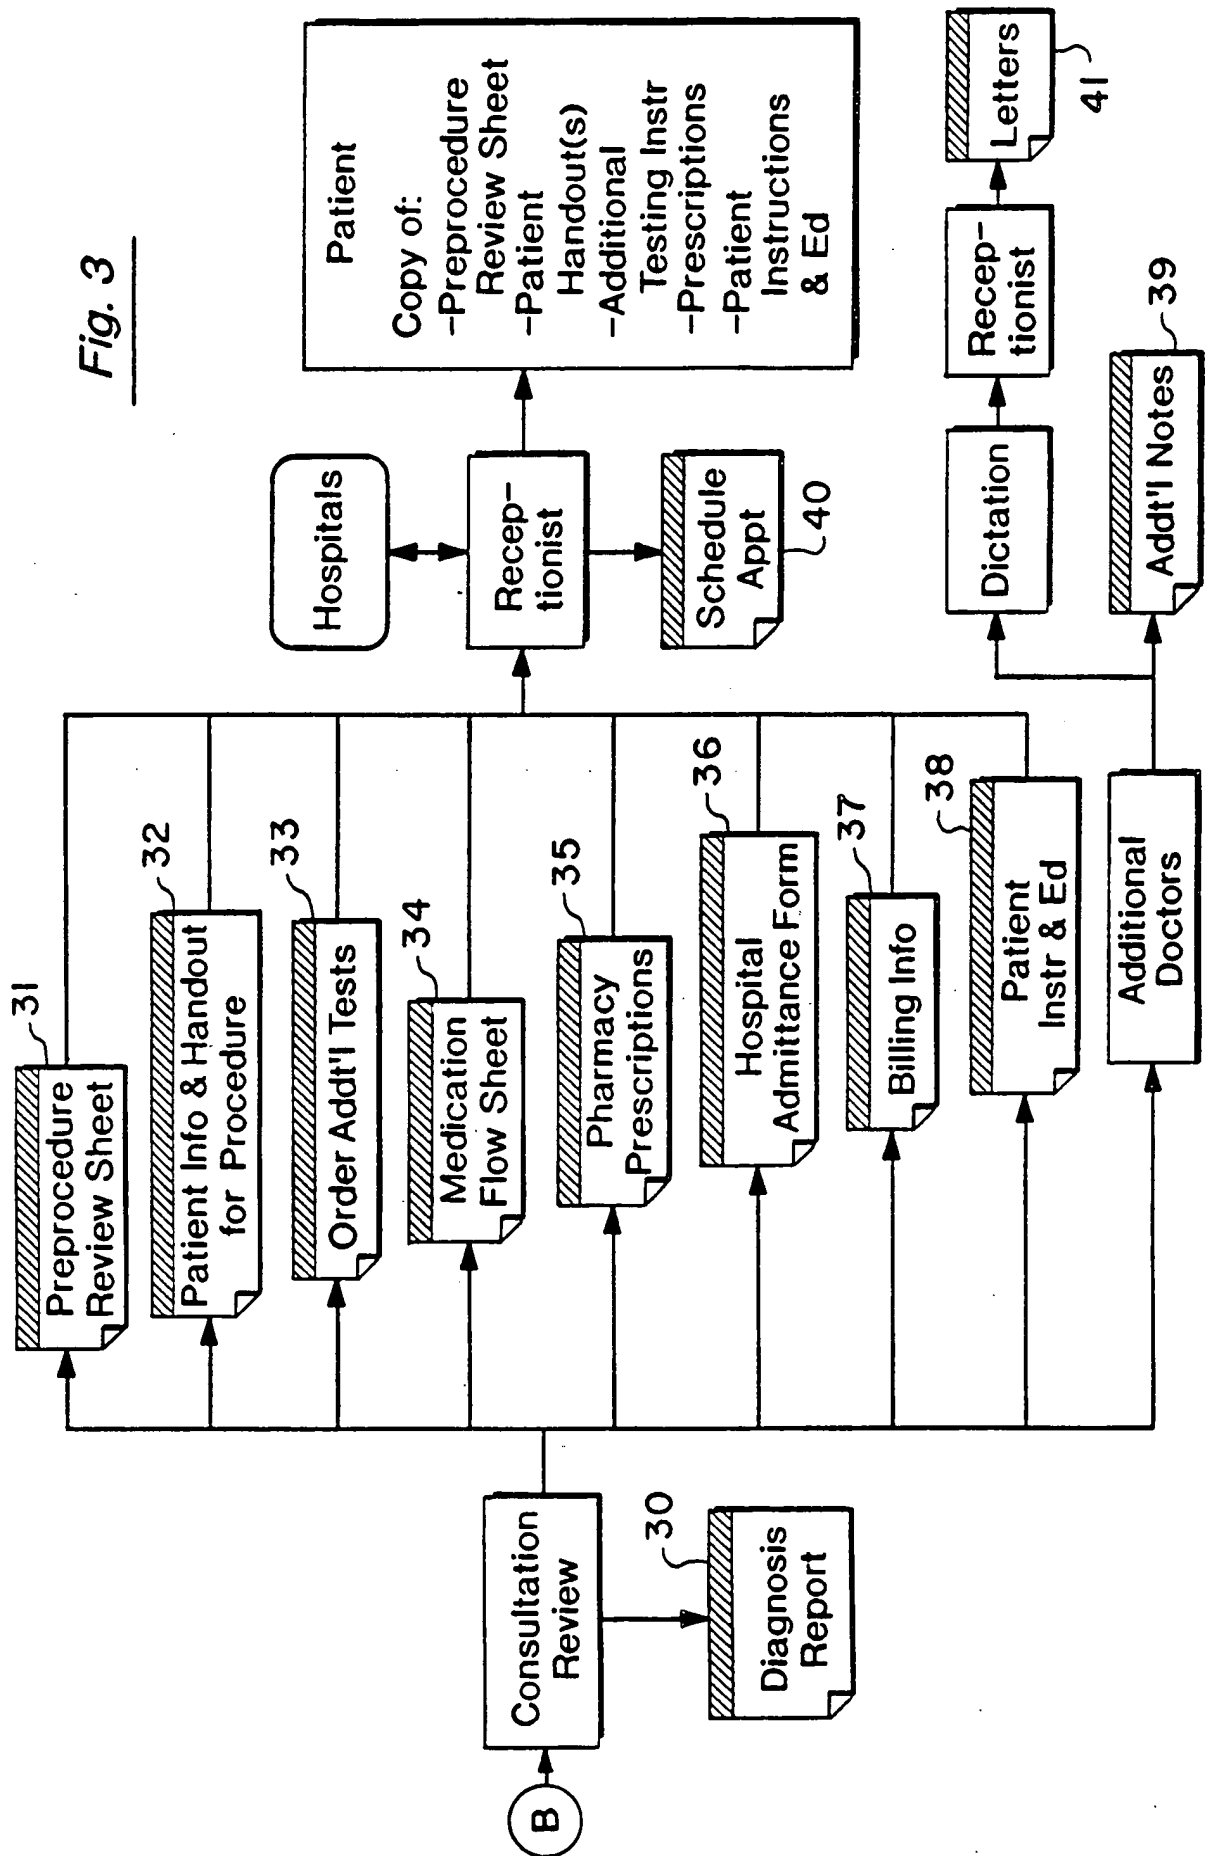 Fig. 3
B
Consultation
Review
30
Diagnosis
Report
31
Preprocedure
Review Sheet
32
Patient Info & Handout
for Procedure
33
Order Addt'l Tests
34
Medication
Flow Sheet
35
Pharmacy
Prescriptions
36
Hospital
Admittance Form
37
Billing Info
38
Patient
Instr & Ed
Additional
Doctors
Hospitals
Recep-
tionist
Schedule
Appt
40
Patient
Copy of:
-Preprocedure
Review Sheet
-Patient
Handout(s)
-Additional
Testing Instr
-Prescriptions
-Patient
Instructions
& Ed
Dictation
Recep-
tionist
Letters
41
Addt'l Notes
39